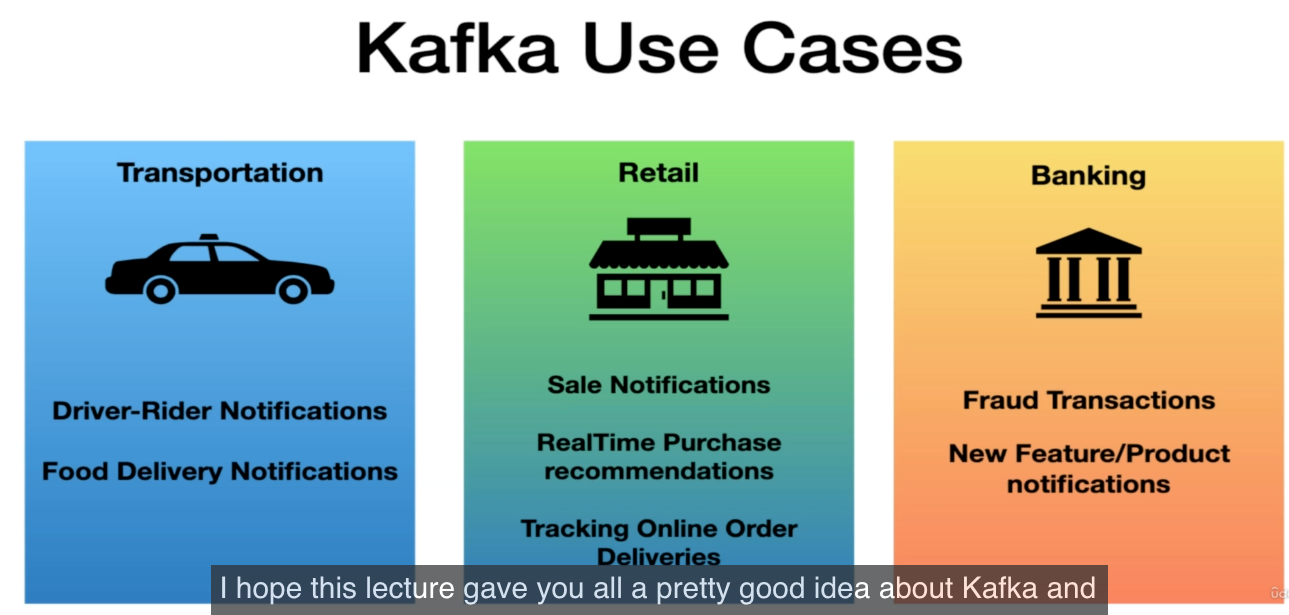 Kafka Use Cases
Transportation
Driver-Rider Notifications
Food Delivery Notifications
Retail
Sale Notifications
RealTime Purchase
recommendations
Tracking Online Order
Deliveries
Banking
Fraud Transactions
New Feature/Product
notifications
I hope this lecture gave you all a pretty good idea about Kafka and